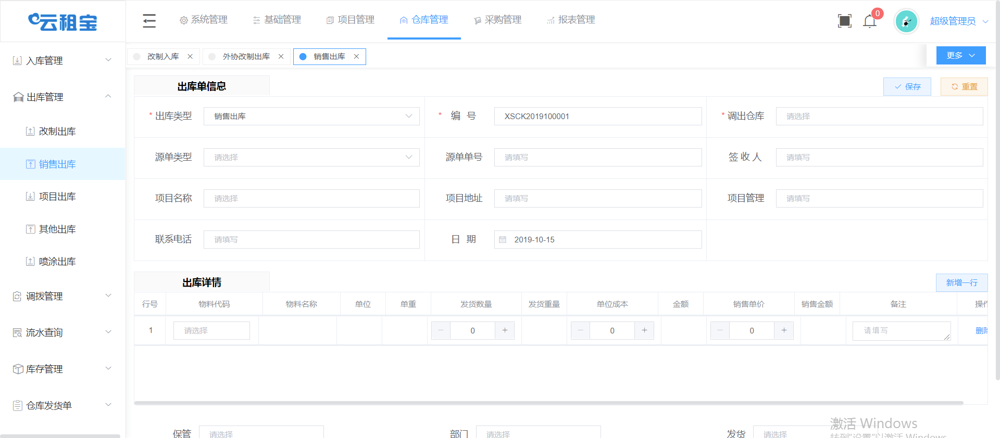 云租宝
系统管理 基础管理 项目管理 仓库管理 采购管理 报表管理
0
超级管理员
改制入库 外协改制出库 销售出库
更多
入库管理
出库管理
改制出库
销售出库
项目出库
其他出库
喷涂出库
调拨管理
流水查询
库存管理
仓库发货单
出库单信息
保存 重置
* 出库类型 销售出库 * 编 号 XSCK2019100001 * 调出仓库 请选择
源单类型 请选择 源单单号 请填写 签 收 人 请填写
项目名称 请选择 项目地址 请填写 项目管理 请填写
联系电话 请填写 日 期 2019-10-15
出库详情
新增一行
行号 物料代码 物料名称 单位 单重 发货数量 发货重量 单位成本 金额 销售单价 销售金额 备注 操作
1 请选择 − 0 + − 0 + − 0 + 请填写 删除
保管 请选择 部门 请选择 发货 请选择
激活 Windows
转到“设置”以激活 Windows